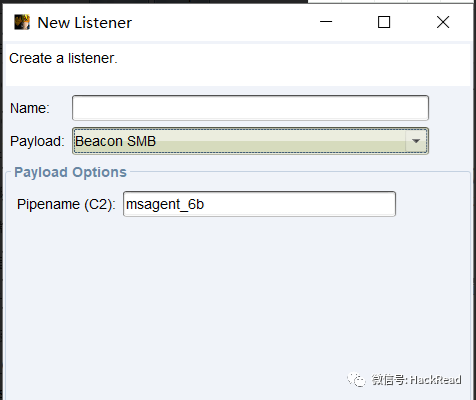 New Listener
Create a listener.
Name:
Payload: Beacon SMB
Payload Options
Pipename (C2): msagent_6b
微信号: HackRead